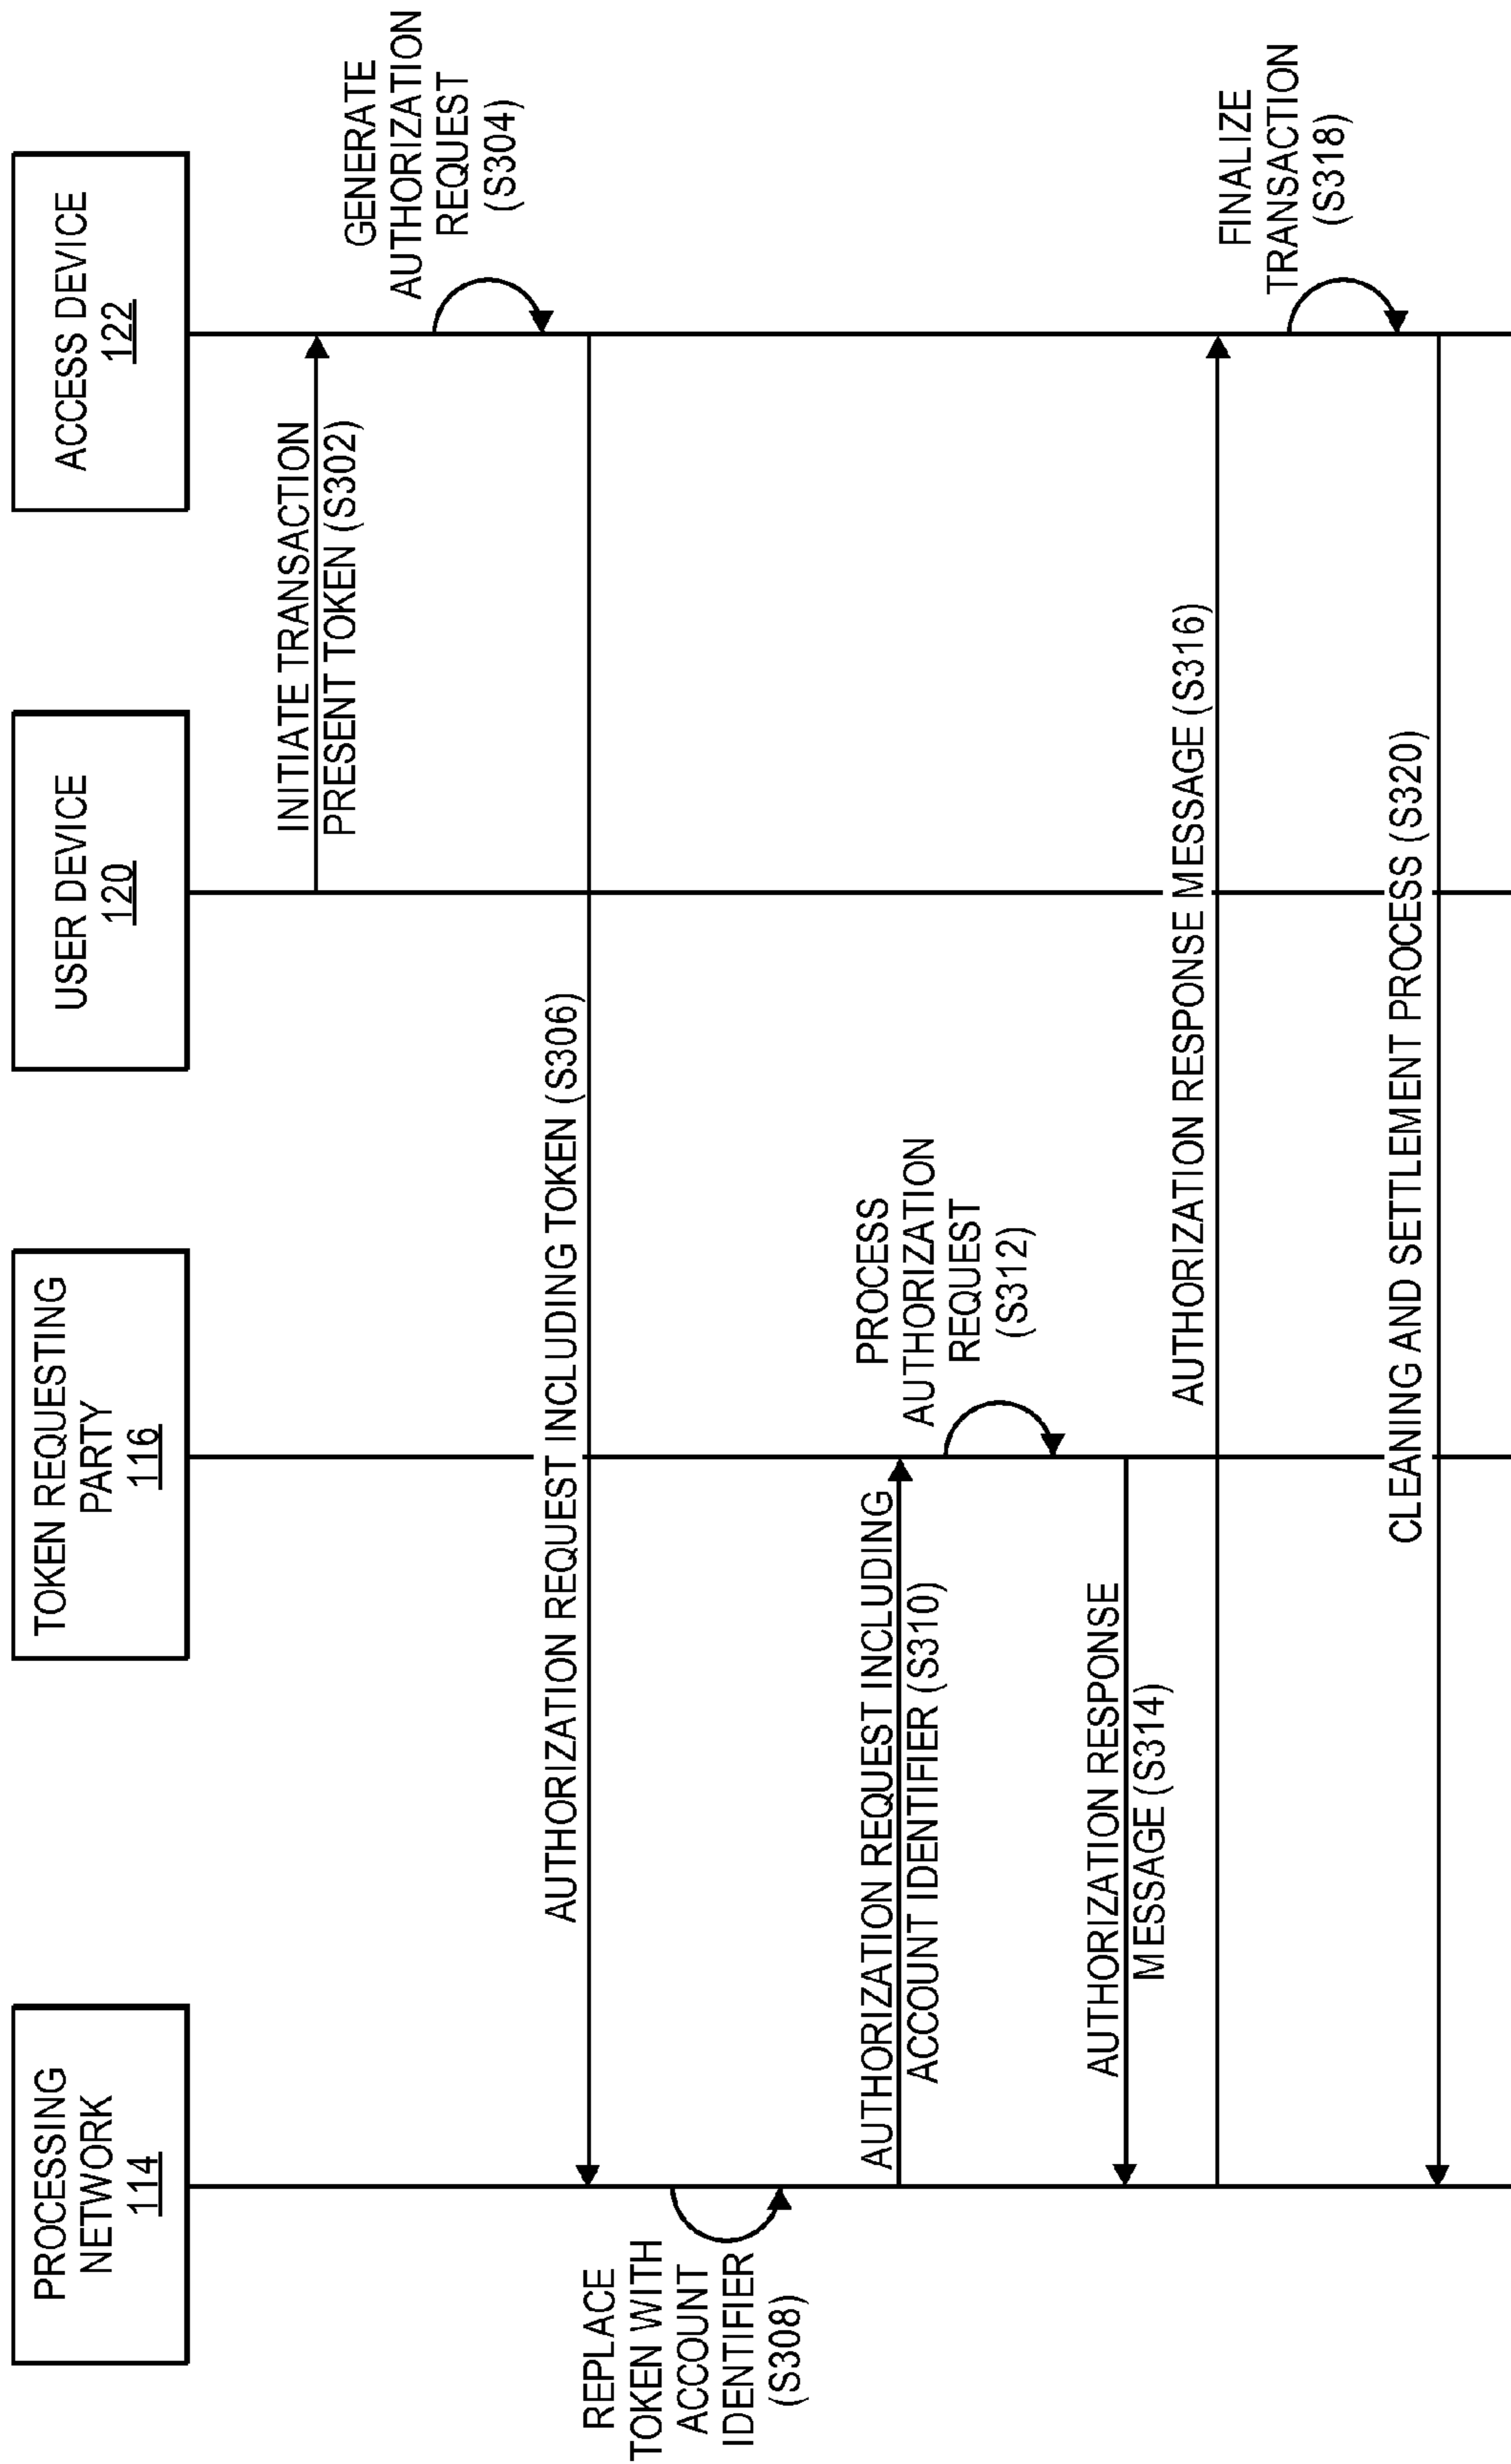 PROCESSING
NETWORK
114
TOKEN REQUESTING
PARTY
116
USER DEVICE
120
ACCESS DEVICE
122
INITIATE TRANSACTION
PRESENT TOKEN (S302)
GENERATE
AUTHORIZATION
REQUEST
(S304)
AUTHORIZATION REQUEST INCLUDING TOKEN (S306)
REPLACE
TOKEN WITH
ACCOUNT
IDENTIFIER
(S308)
AUTHORIZATION REQUEST INCLUDING
ACCOUNT IDENTIFIER (S310)
PROCESS
AUTHORIZATION
REQUEST
(S312)
AUTHORIZATION RESPONSE
MESSAGE (S314)
AUTHORIZATION RESPONSE MESSAGE (S316)
FINALIZE
TRANSACTION
(S318)
CLEANING AND SETTLEMENT PROCESS (S320)